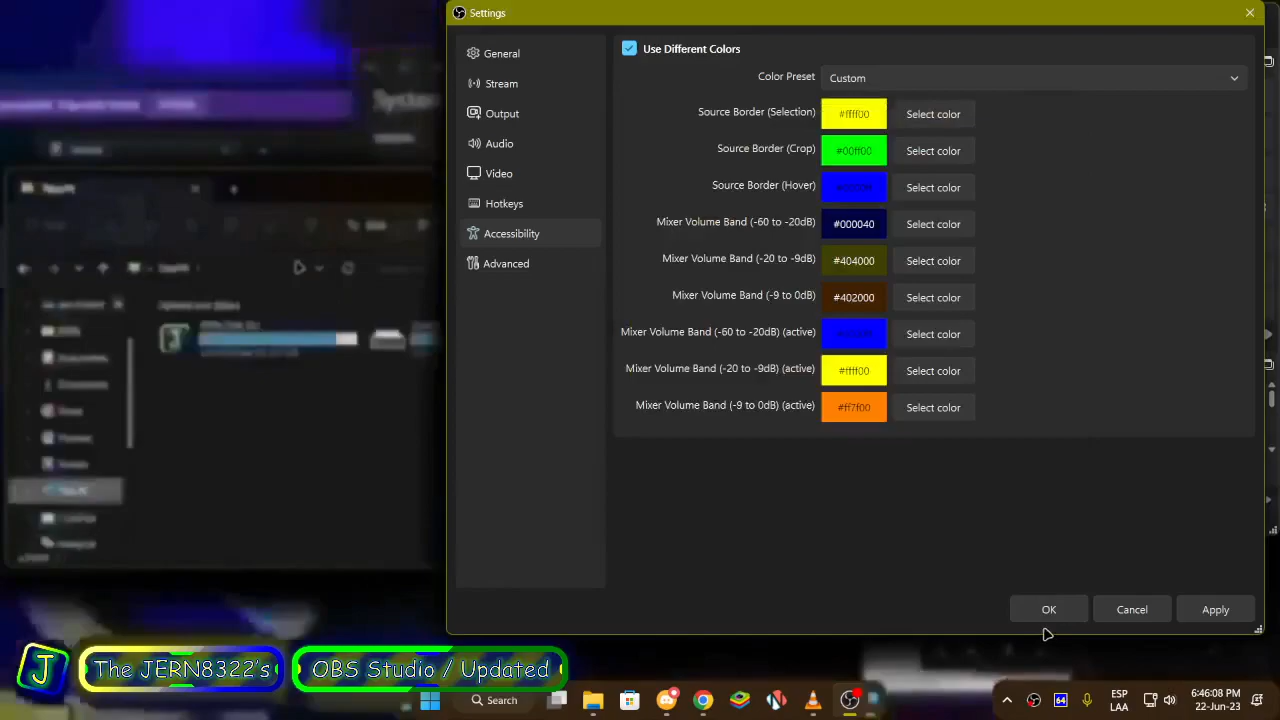 Settings
General
Stream
Output
Audio
Video
Hotkeys
Accessibility
Advanced
Use Different Colors
Color Preset Custom
Source Border (Selection) #ffff00 Select color
Source Border (Crop) #00ff00 Select color
Source Border (Hover) Select color
Mixer Volume Band (-60 to -20dB) #000040 Select color
Mixer Volume Band (-20 to -9dB) #404000 Select color
Mixer Volume Band (-9 to 0dB) #402000 Select color
Mixer Volume Band (-60 to -20dB) (active) Select color
Mixer Volume Band (-20 to -9dB) (active) #ffff00 Select color
Mixer Volume Band (-9 to 0dB) (active) #ff7f00 Select color
OK Cancel Apply
J The JERN8322's OBS Studio / Updated
Search
64
ESP
LAA
6:46:08 PM
22-Jun-23